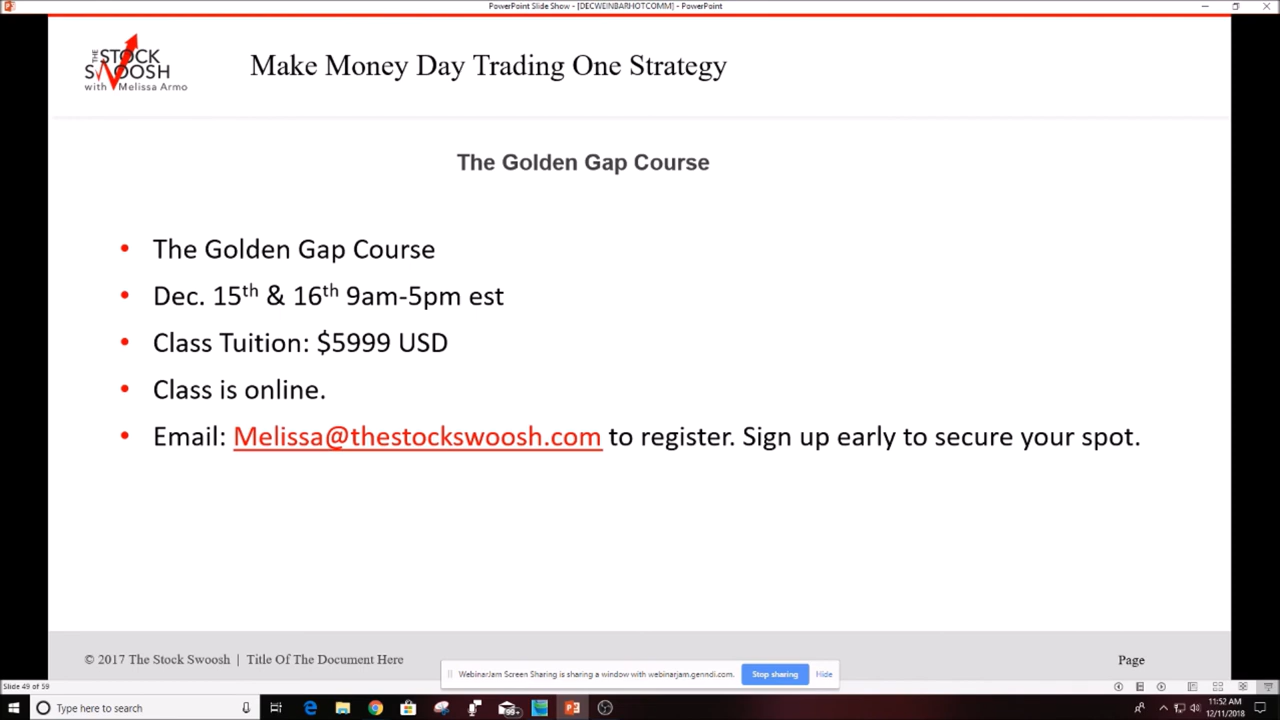 PowerPoint Slide Show - [DECWEINBARHOTCOMM] - PowerPoint
THE
STOCK
SWOOSH
with Melissa Armo
Make Money Day Trading One Strategy
The Golden Gap Course
• The Golden Gap Course
• Dec. 15th & 16th 9am-5pm est
• Class Tuition: $5999 USD
• Class is online.
• Email: Melissa@thestockswoosh.com to register. Sign up early to secure your spot.
© 2017 The Stock Swoosh | Title Of The Document Here
Page
WebinarJam Screen Sharing is sharing a window with webinarjam.genndi.com.
Stop sharing
Hide
Slide 49 of 59
Type here to search
99+
11:52 AM
12/11/2018